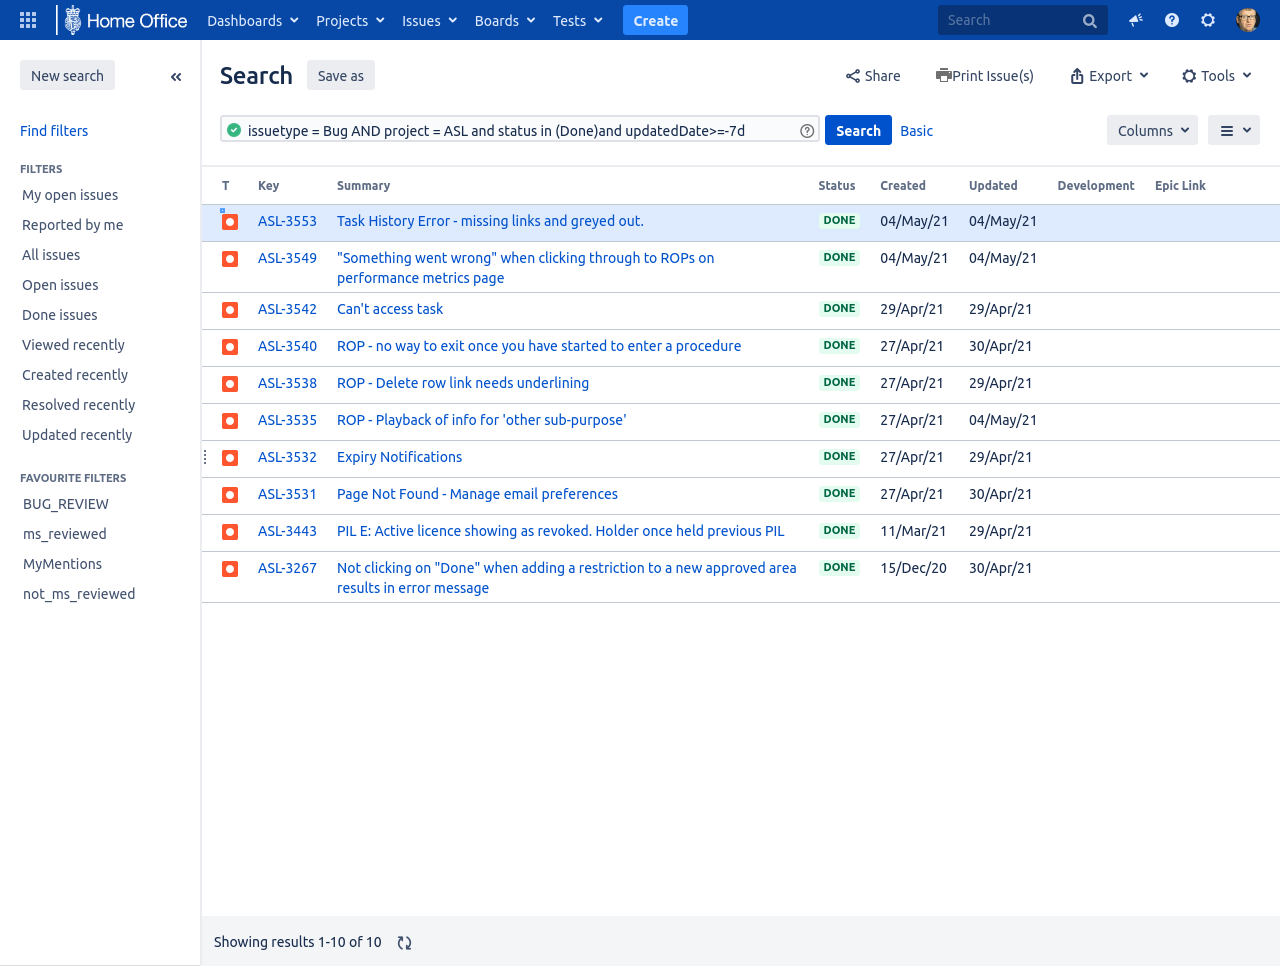 Home Office Dashboards Projects Issues Boards Tests Create Search
New search
Find filters
FILTERS
My open issues
Reported by me
All issues
Open issues
Done issues
Viewed recently
Created recently
Resolved recently
Updated recently
FAVOURITE FILTERS
BUG_REVIEW
ms_reviewed
MyMentions
not_ms_reviewed
Search Save as Share Print Issue(s) Export Tools
issuetype = Bug AND project = ASL and status in (Done)and updatedDate>=-7d Search Basic Columns
T Key Summary Status Created Updated Development Epic Link
ASL-3553 Task History Error - missing links and greyed out. DONE 04/May/21 04/May/21
ASL-3549 "Something went wrong" when clicking through to ROPs on DONE 04/May/21 04/May/21
performance metrics page
ASL-3542 Can't access task DONE 29/Apr/21 29/Apr/21
ASL-3540 ROP - no way to exit once you have started to enter a procedure DONE 27/Apr/21 30/Apr/21
ASL-3538 ROP - Delete row link needs underlining DONE 27/Apr/21 29/Apr/21
ASL-3535 ROP - Playback of info for 'other sub-purpose' DONE 27/Apr/21 04/May/21
ASL-3532 Expiry Notifications DONE 27/Apr/21 29/Apr/21
ASL-3531 Page Not Found - Manage email preferences DONE 27/Apr/21 30/Apr/21
ASL-3443 PIL E: Active licence showing as revoked. Holder once held previous PIL DONE 11/Mar/21 29/Apr/21
ASL-3267 Not clicking on "Done" when adding a restriction to a new approved area DONE 15/Dec/20 30/Apr/21
results in error message
Showing results 1-10 of 10